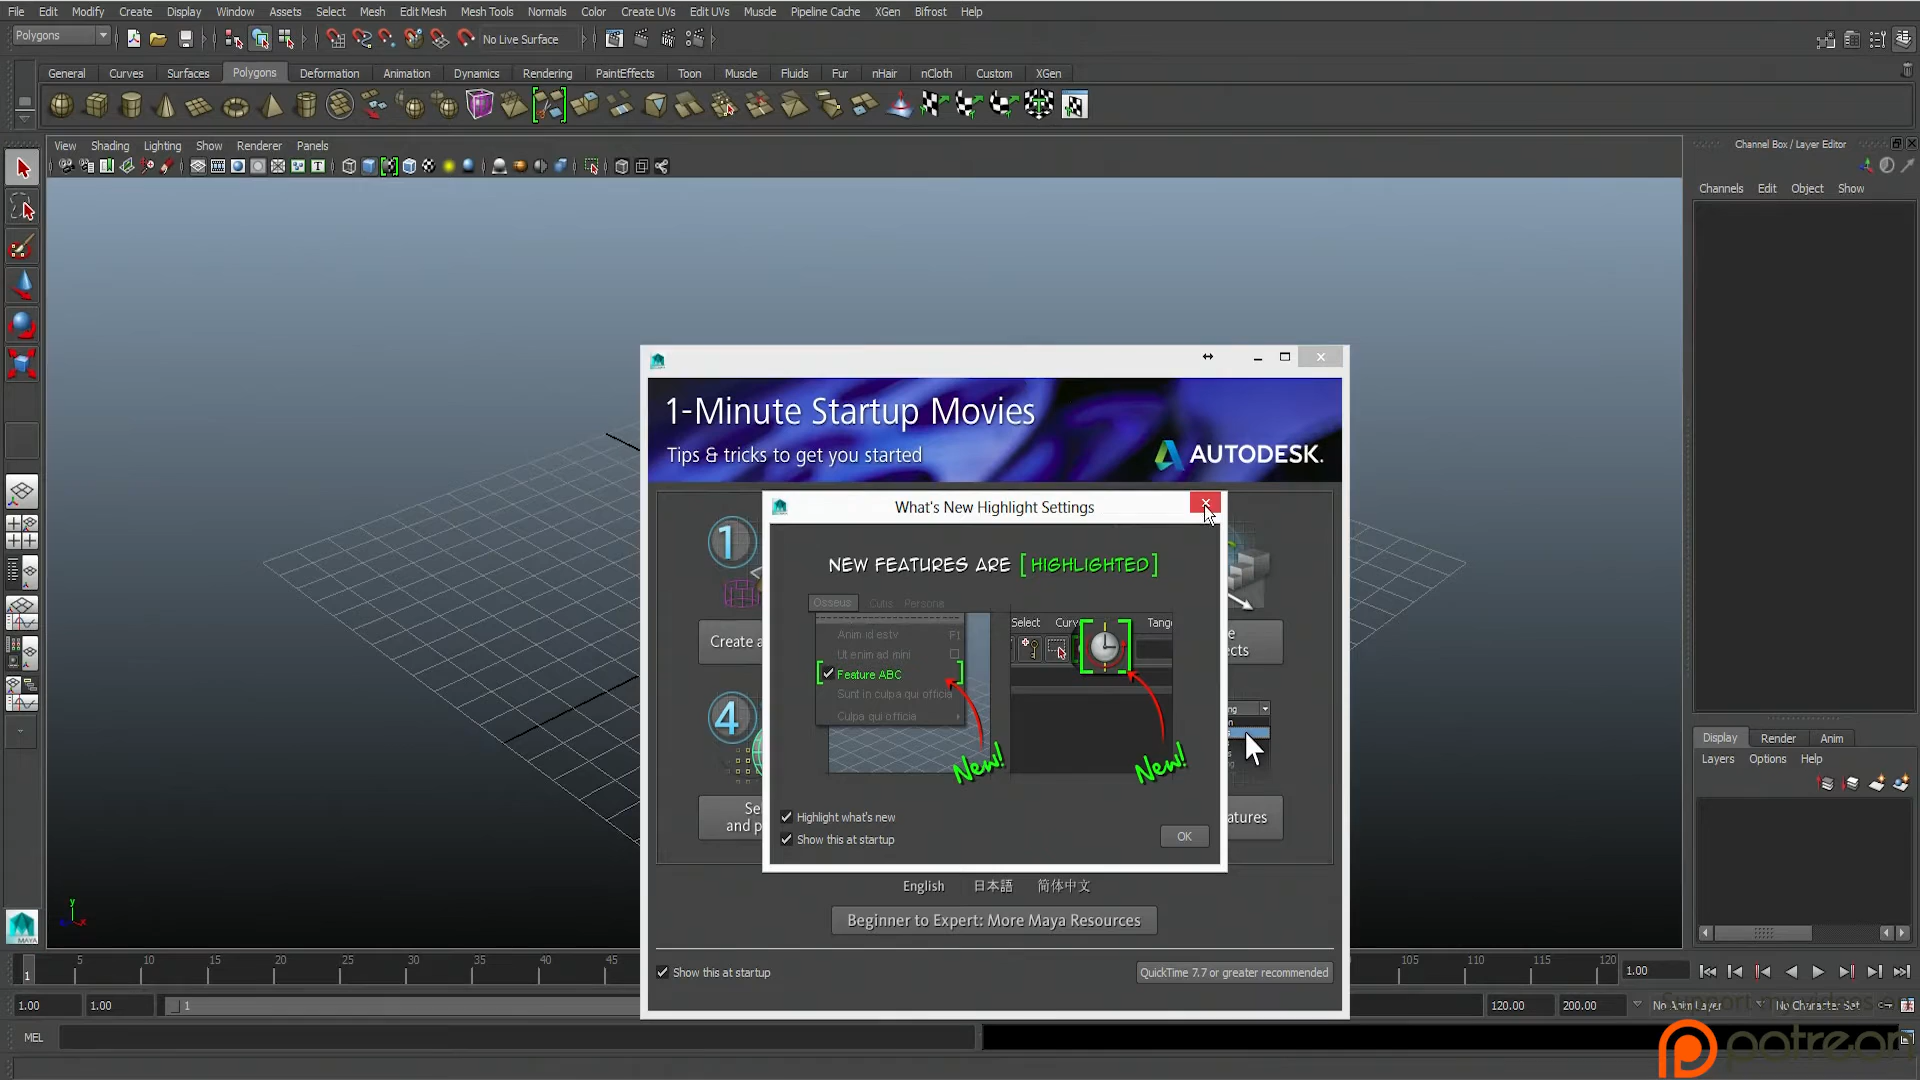 File Edit Modify Create Display Window Assets Select Mesh Edit Mesh Mesh Tools Normals Color Create UVs Edit UVs Muscle Pipeline Cache XGen Bifrost Help
Polygons No Live Surface
General Curves Surfaces Polygons Deformation Animation Dynamics Rendering PaintEffects Toon Muscle Fluids Fur nHair nCloth Custom XGen
View Shading Lighting Show Renderer Panels
Channel Box / Layer Editor
Channels Edit Object Show
1-Minute Startup Movies
Tips & tricks to get you started
AUTODESK.
What's New Highlight Settings
NEW FEATURES ARE [HIGHLIGHTED]
Osseus Cutis Persona
Anim id estv F1
Ut enim ad mini
Feature ABC
Sunt in culpa qui officia
Culpa qui officia
Select Curv Tang
New! New!
Highlight what's new
Show this at startup
OK
1
Create a
4
Se
and p
e
ects
atures
English 日本語 简体中文
Beginner to Expert: More Maya Resources
Show this at startup
QuickTime 7.7 or greater recommended
Display Render Anim
Layers Options Help
y
MAYA
1 5 10 15 20 25 30 35 40 45 105 110 115 120 1.00
1.00 1.00 1 120.00 200.00 No Anim Layer No Character Set
MEL
Support my videos on
patreon